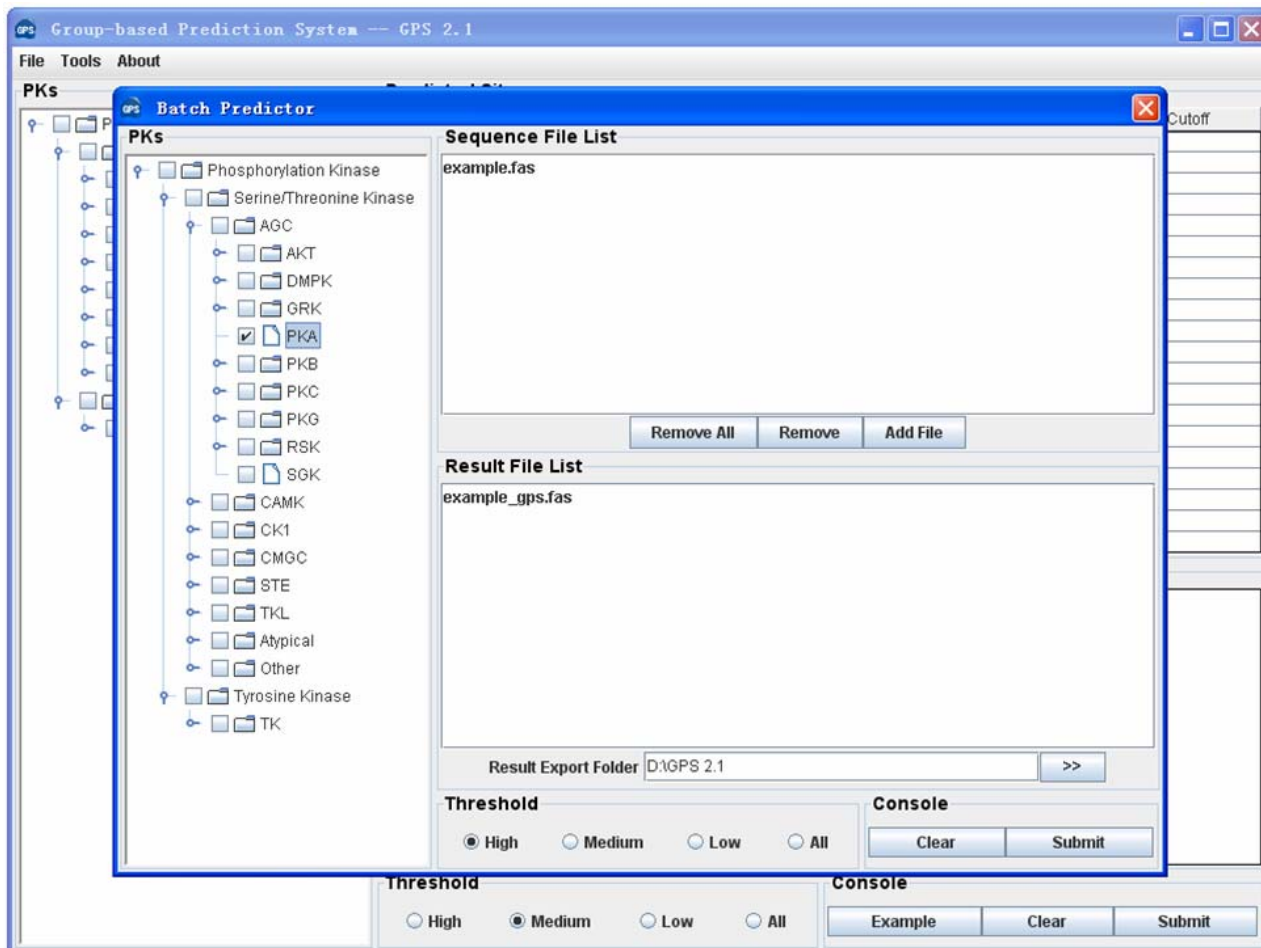 GPS Group-based Prediction System -- GPS 2.1
File Tools About
PKs
Cutoff
P
GPS Batch Predictor
PKs
Phosphorylation Kinase
Serine/Threonine Kinase
AGC
AKT
DMPK
GRK
PKA
PKB
PKC
PKG
RSK
SGK
CAMK
CK1
CMGC
STE
TKL
Atypical
Other
Tyrosine Kinase
TK
Sequence File List
example.fas
Remove All Remove Add File
Result File List
example_gps.fas
Result Export Folder D:\GPS 2.1 >>
Threshold
High Medium Low All
Console
Clear Submit
Threshold
High Medium Low All
Console
Example Clear Submit